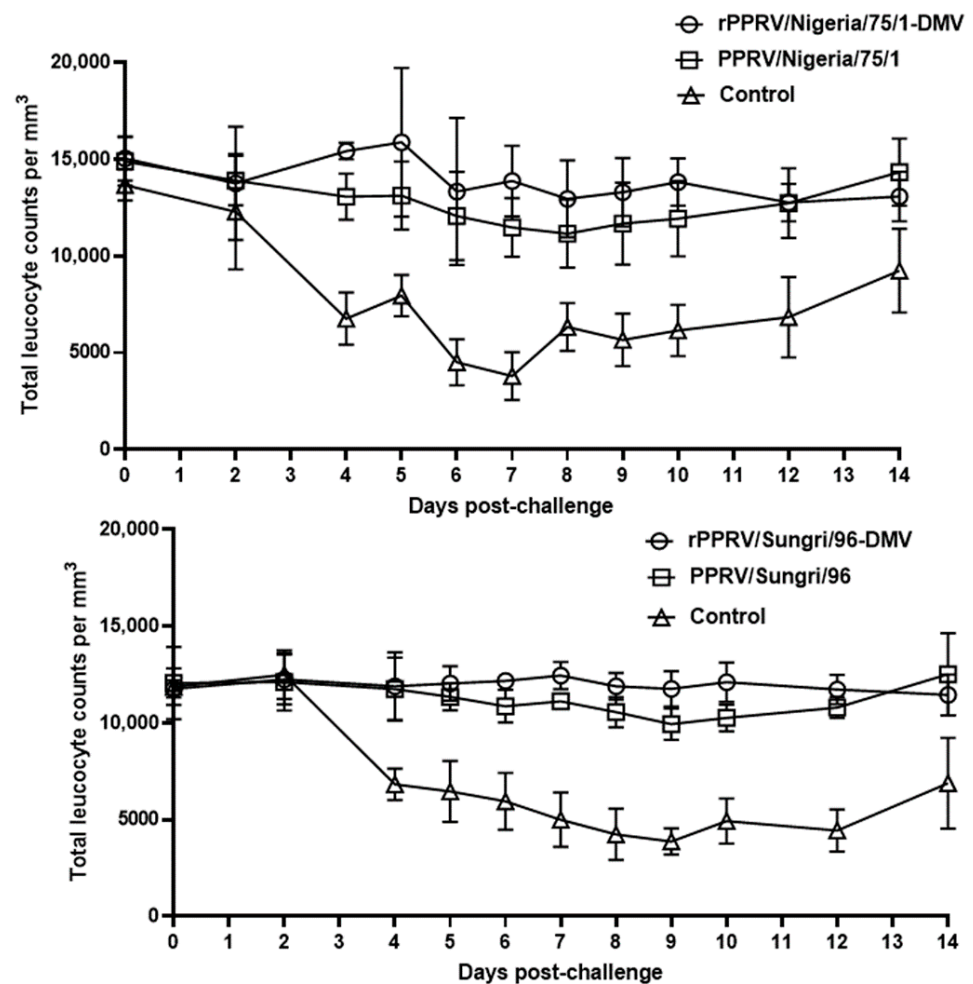 rPPRV/Nigeria/75/1-DMV
PPRV/Nigeria/75/1
Control
Total leucocyte counts per mm³
20,000
15,000
10,000
5000
0
0 1 2 3 4 5 6 7 8 9 10 11 12 13 14
Days post-challenge
rPPRV/Sungri/96-DMV
PPRV/Sungri/96
Control
Total leucocyte counts per mm³
20,000
15,000
10,000
5000
0
0 1 2 3 4 5 6 7 8 9 10 11 12 13 14
Days post-challenge